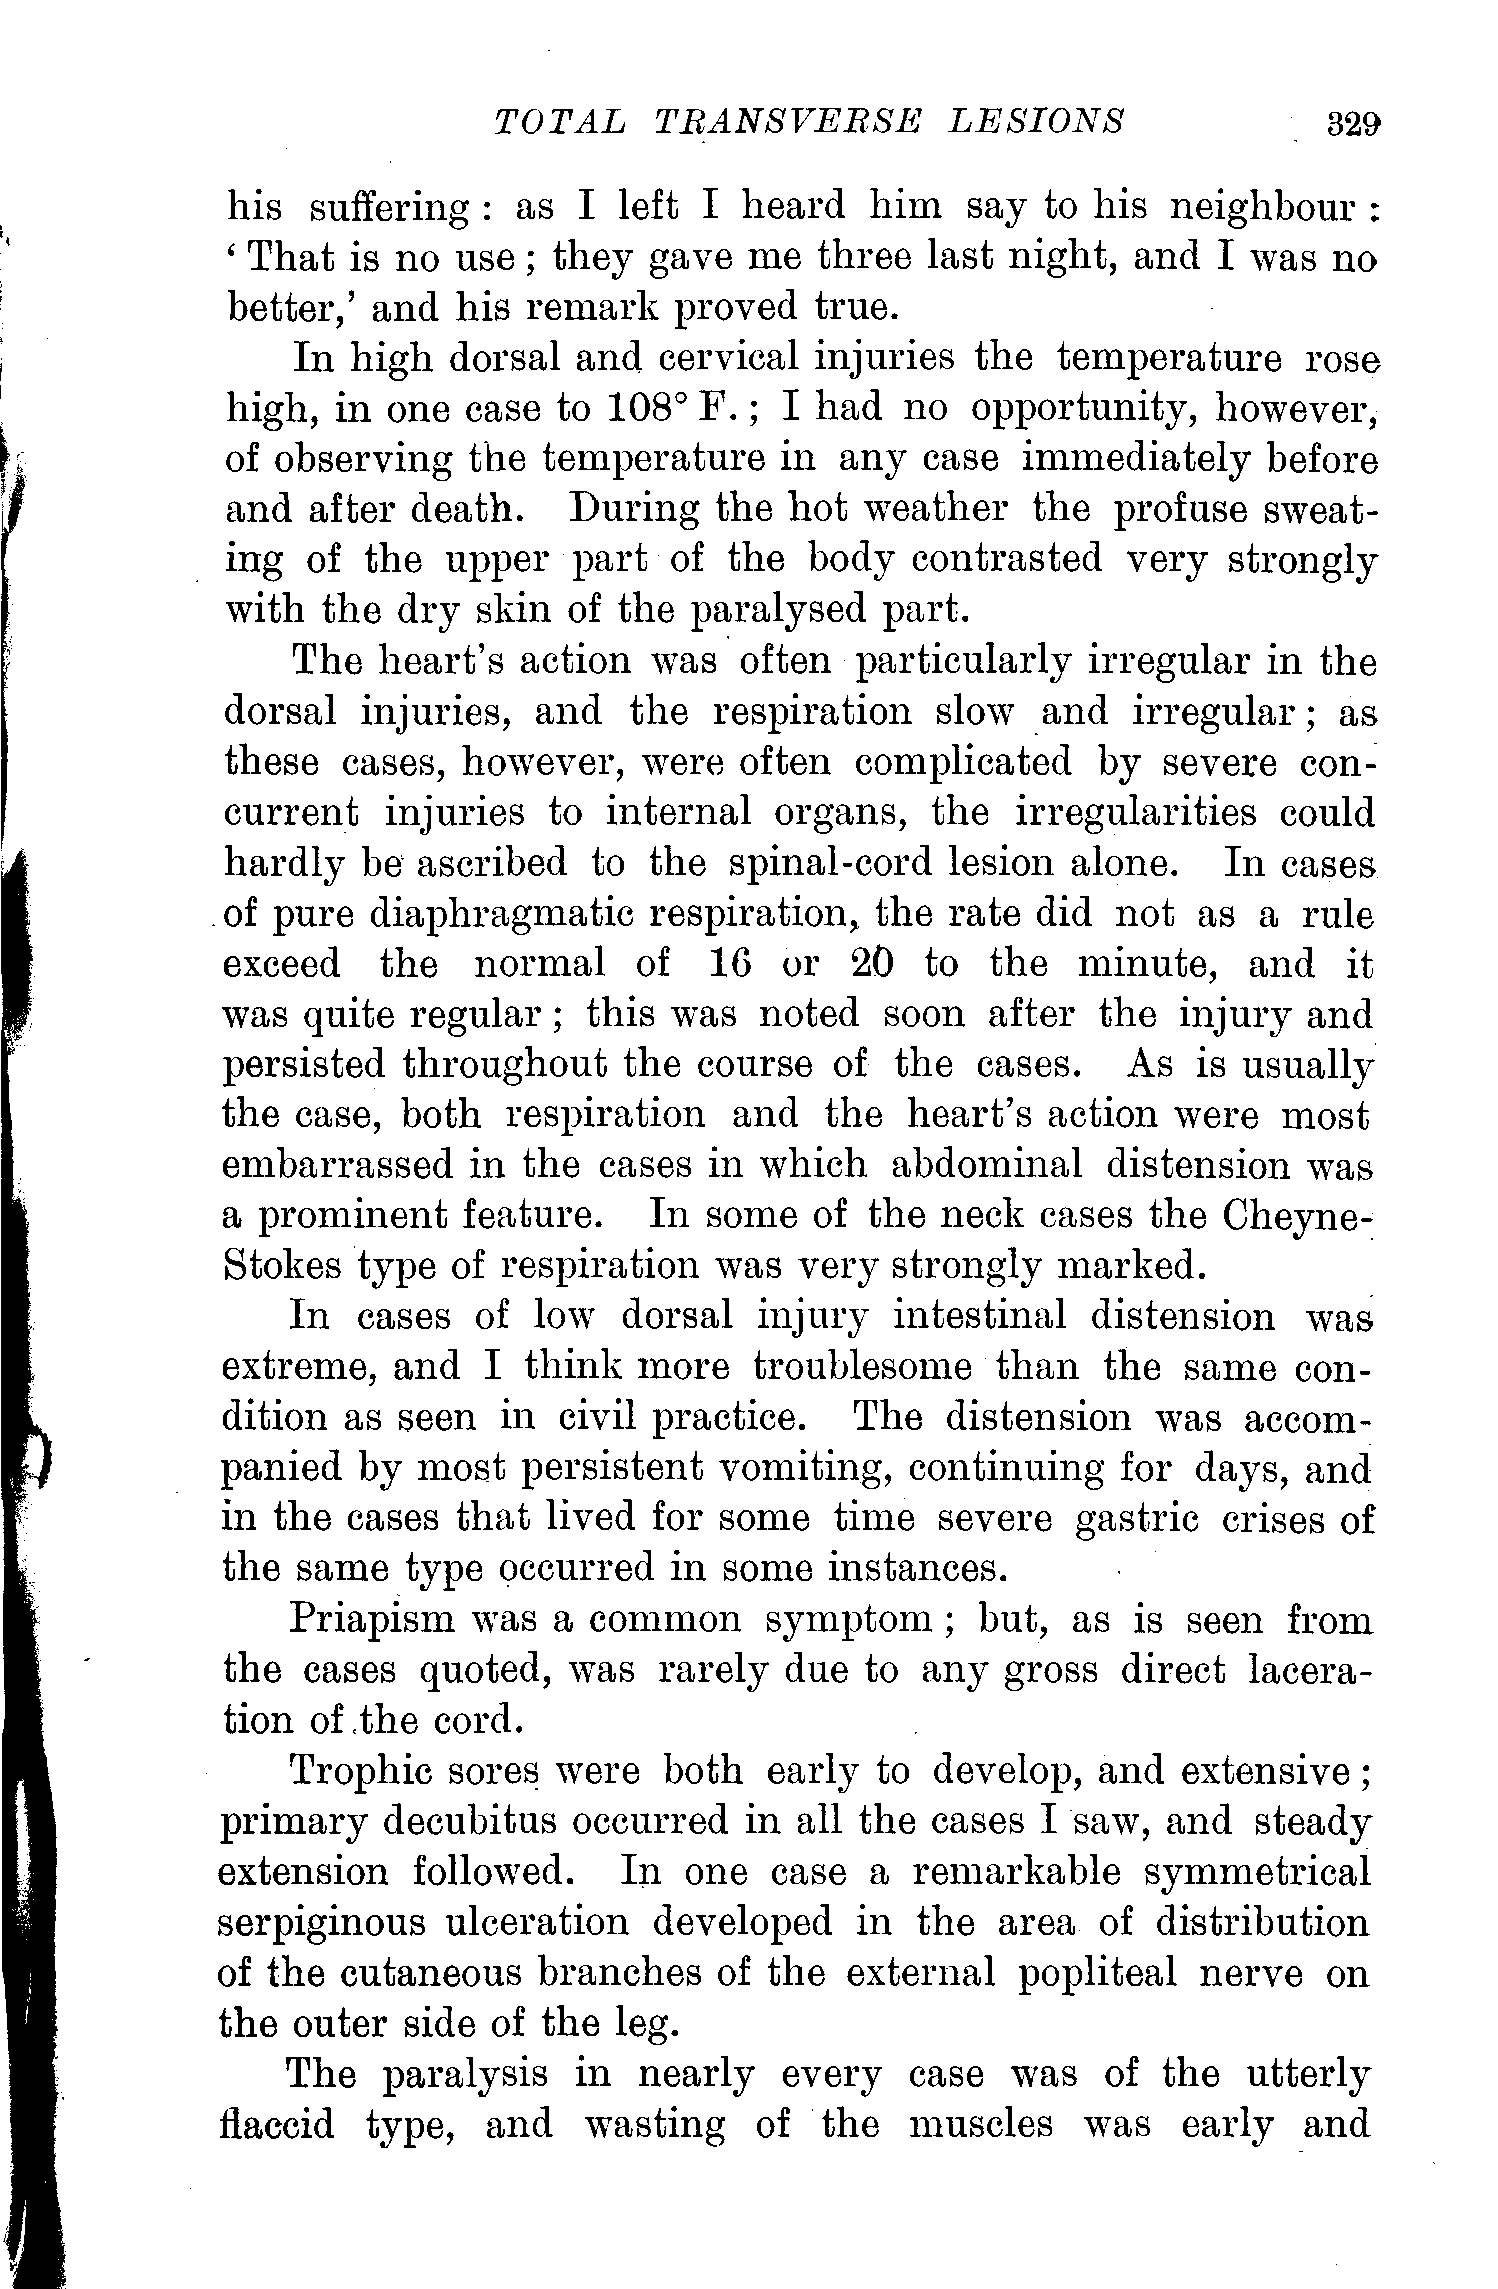 TOTAL TRANSVERSE LESIONS 329
his suffering : as I left I heard him say to his neighbour :
‘ That is no use ; they gave me three last night, and I was no
better,’ and his remark proved true.
In high dorsal and cervical injuries the temperature rose
high, in one case to 108° F. ; I had no opportunity, however,
of observing the temperature in any case immediately before
and after death. During the hot weather the profuse sweat-
ing of the upper part of the body contrasted very strongly
with the dry skin of the paralysed part.
The heart’s action was often particularly irregular in the
dorsal injuries, and the respiration slow and irregular ; as
these cases, however, were often complicated by severe con-
current injuries to internal organs, the irregularities could
hardly be ascribed to the spinal-cord lesion alone. In cases
of pure diaphragmatic respiration, the rate did not as a rule
exceed the normal of 16 or 20 to the minute, and it
was quite regular ; this was noted soon after the injury and
persisted throughout the course of the cases. As is usually
the case, both respiration and the heart’s action were most
embarrassed in the cases in which abdominal distension was
a prominent feature. In some of the neck cases the Cheyne-
Stokes type of respiration was very strongly marked.
In cases of low dorsal injury intestinal distension was
extreme, and I think more troublesome than the same con-
dition as seen in civil practice. The distension was accom-
panied by most persistent vomiting, continuing for days, and
in the cases that lived for some time severe gastric crises of
the same type occurred in some instances.
Priapism was a common symptom ; but, as is seen from
the cases quoted, was rarely due to any gross direct lacera-
tion of the cord.
Trophic sores were both early to develop, and extensive ;
primary decubitus occurred in all the cases I saw, and steady
extension followed. In one case a remarkable symmetrical
serpiginous ulceration developed in the area of distribution
of the cutaneous branches of the external popliteal nerve on
the outer side of the leg.
The paralysis in nearly every case was of the utterly
flaccid type, and wasting of the muscles was early and